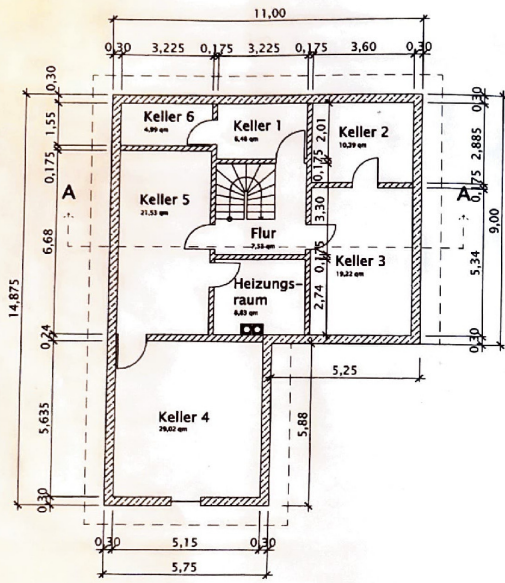 11,00
0,30 3,225 0,175 3,225 0,175 3,60 0,30
0,30
1,55
0,175
6,68
0,24
5,635
0,30
14,875
Keller 6
4,99 qm
Keller 1
6,48 qm
2,01
0,175
3,30
0,175
2,74
Keller 2
10,39 qm
0,30
2,885
0,175
5,34
0,30
9,00
A
A
Keller 5
21,53 qm
Flur
7,53 qm
Keller 3
19,22 qm
Heizungs-
raum
8,83 qm
5,25
Keller 4
29,02 qm
5,88
0,30 5,15 0,30
5,75